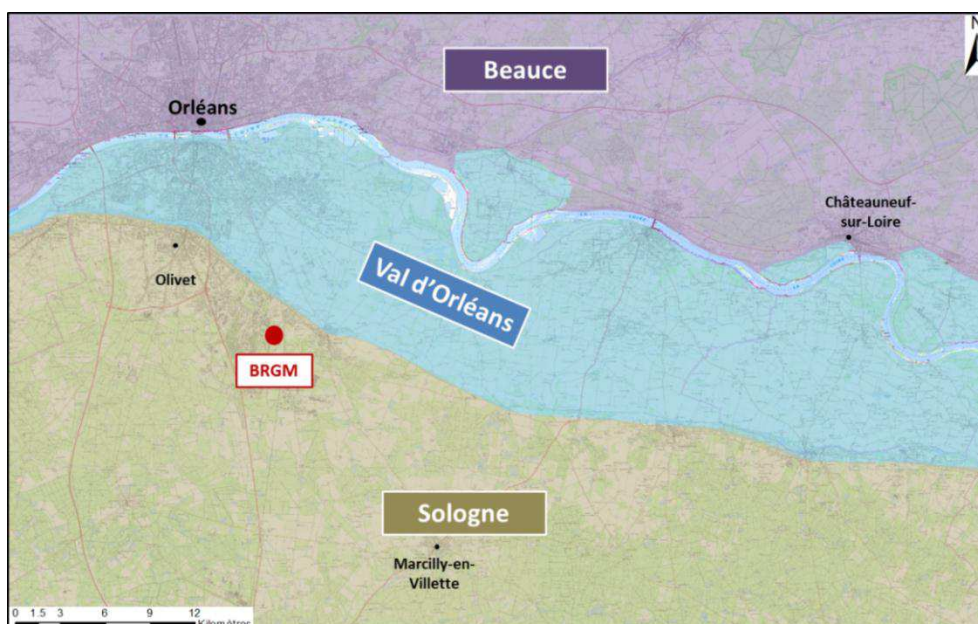 N
Beauce
Orléans
Châteauneuf-
sur-Loire
Val d'Orléans
Olivet
BRGM
Sologne
Marcilly-en-
Villette
0 1.5 3 6 9 12
Kilomètres